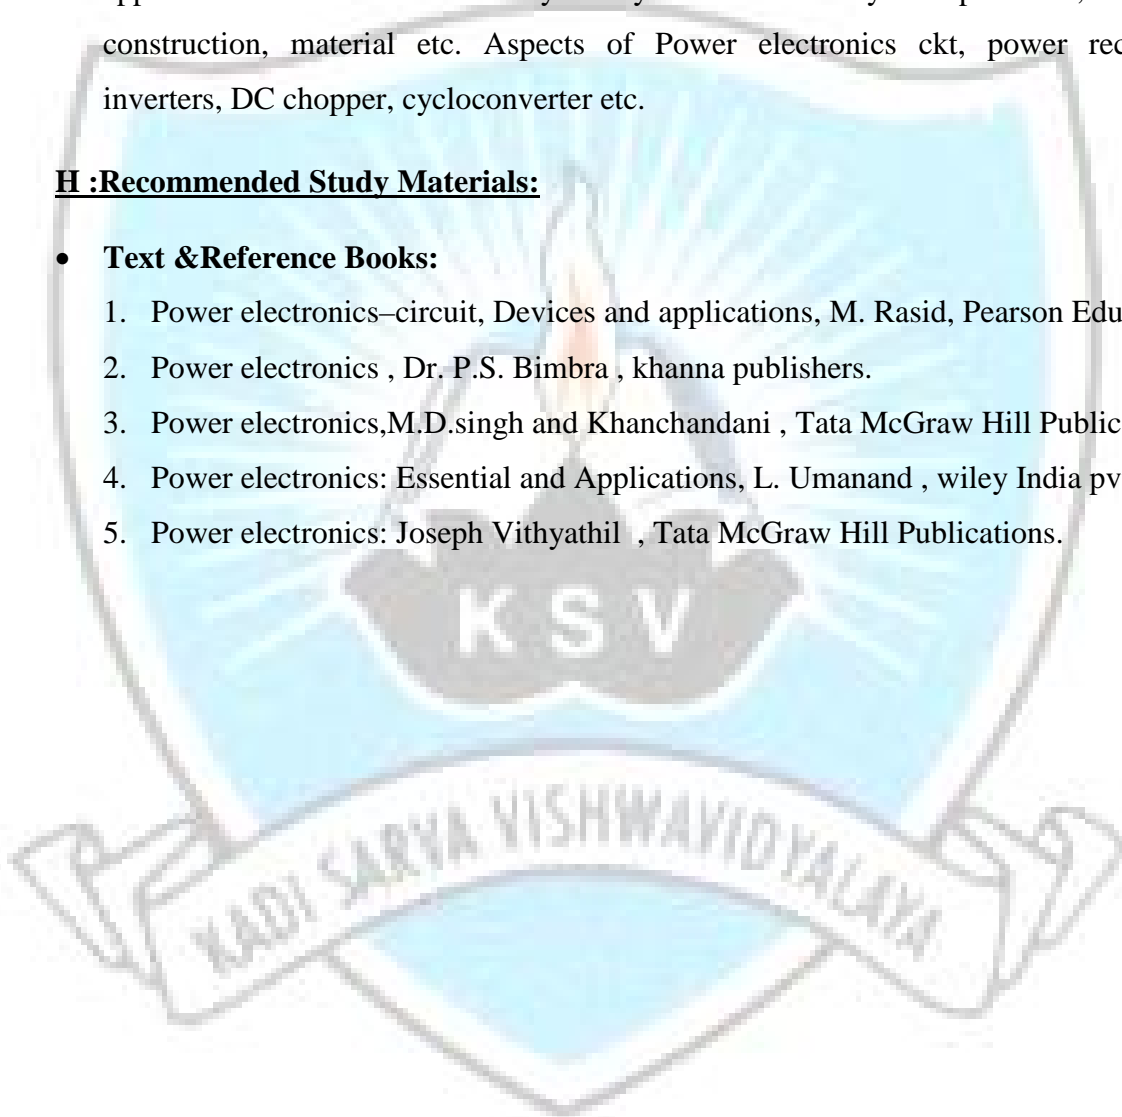 construction, material etc. Aspects of Power electronics ckt, power rec
inverters, DC chopper, cycloconverter etc.
H :Recommended Study Materials:
• Text &Reference Books:
1. Power electronics–circuit, Devices and applications, M. Rasid, Pearson Edu
2. Power electronics , Dr. P.S. Bimbra , khanna publishers.
3. Power electronics,M.D.singh and Khanchandani , Tata McGraw Hill Public
4. Power electronics: Essential and Applications, L. Umanand , wiley India pv
5. Power electronics: Joseph Vithyathil , Tata McGraw Hill Publications.
KSV
KADI SARVA VISHWAVIDYALAYA